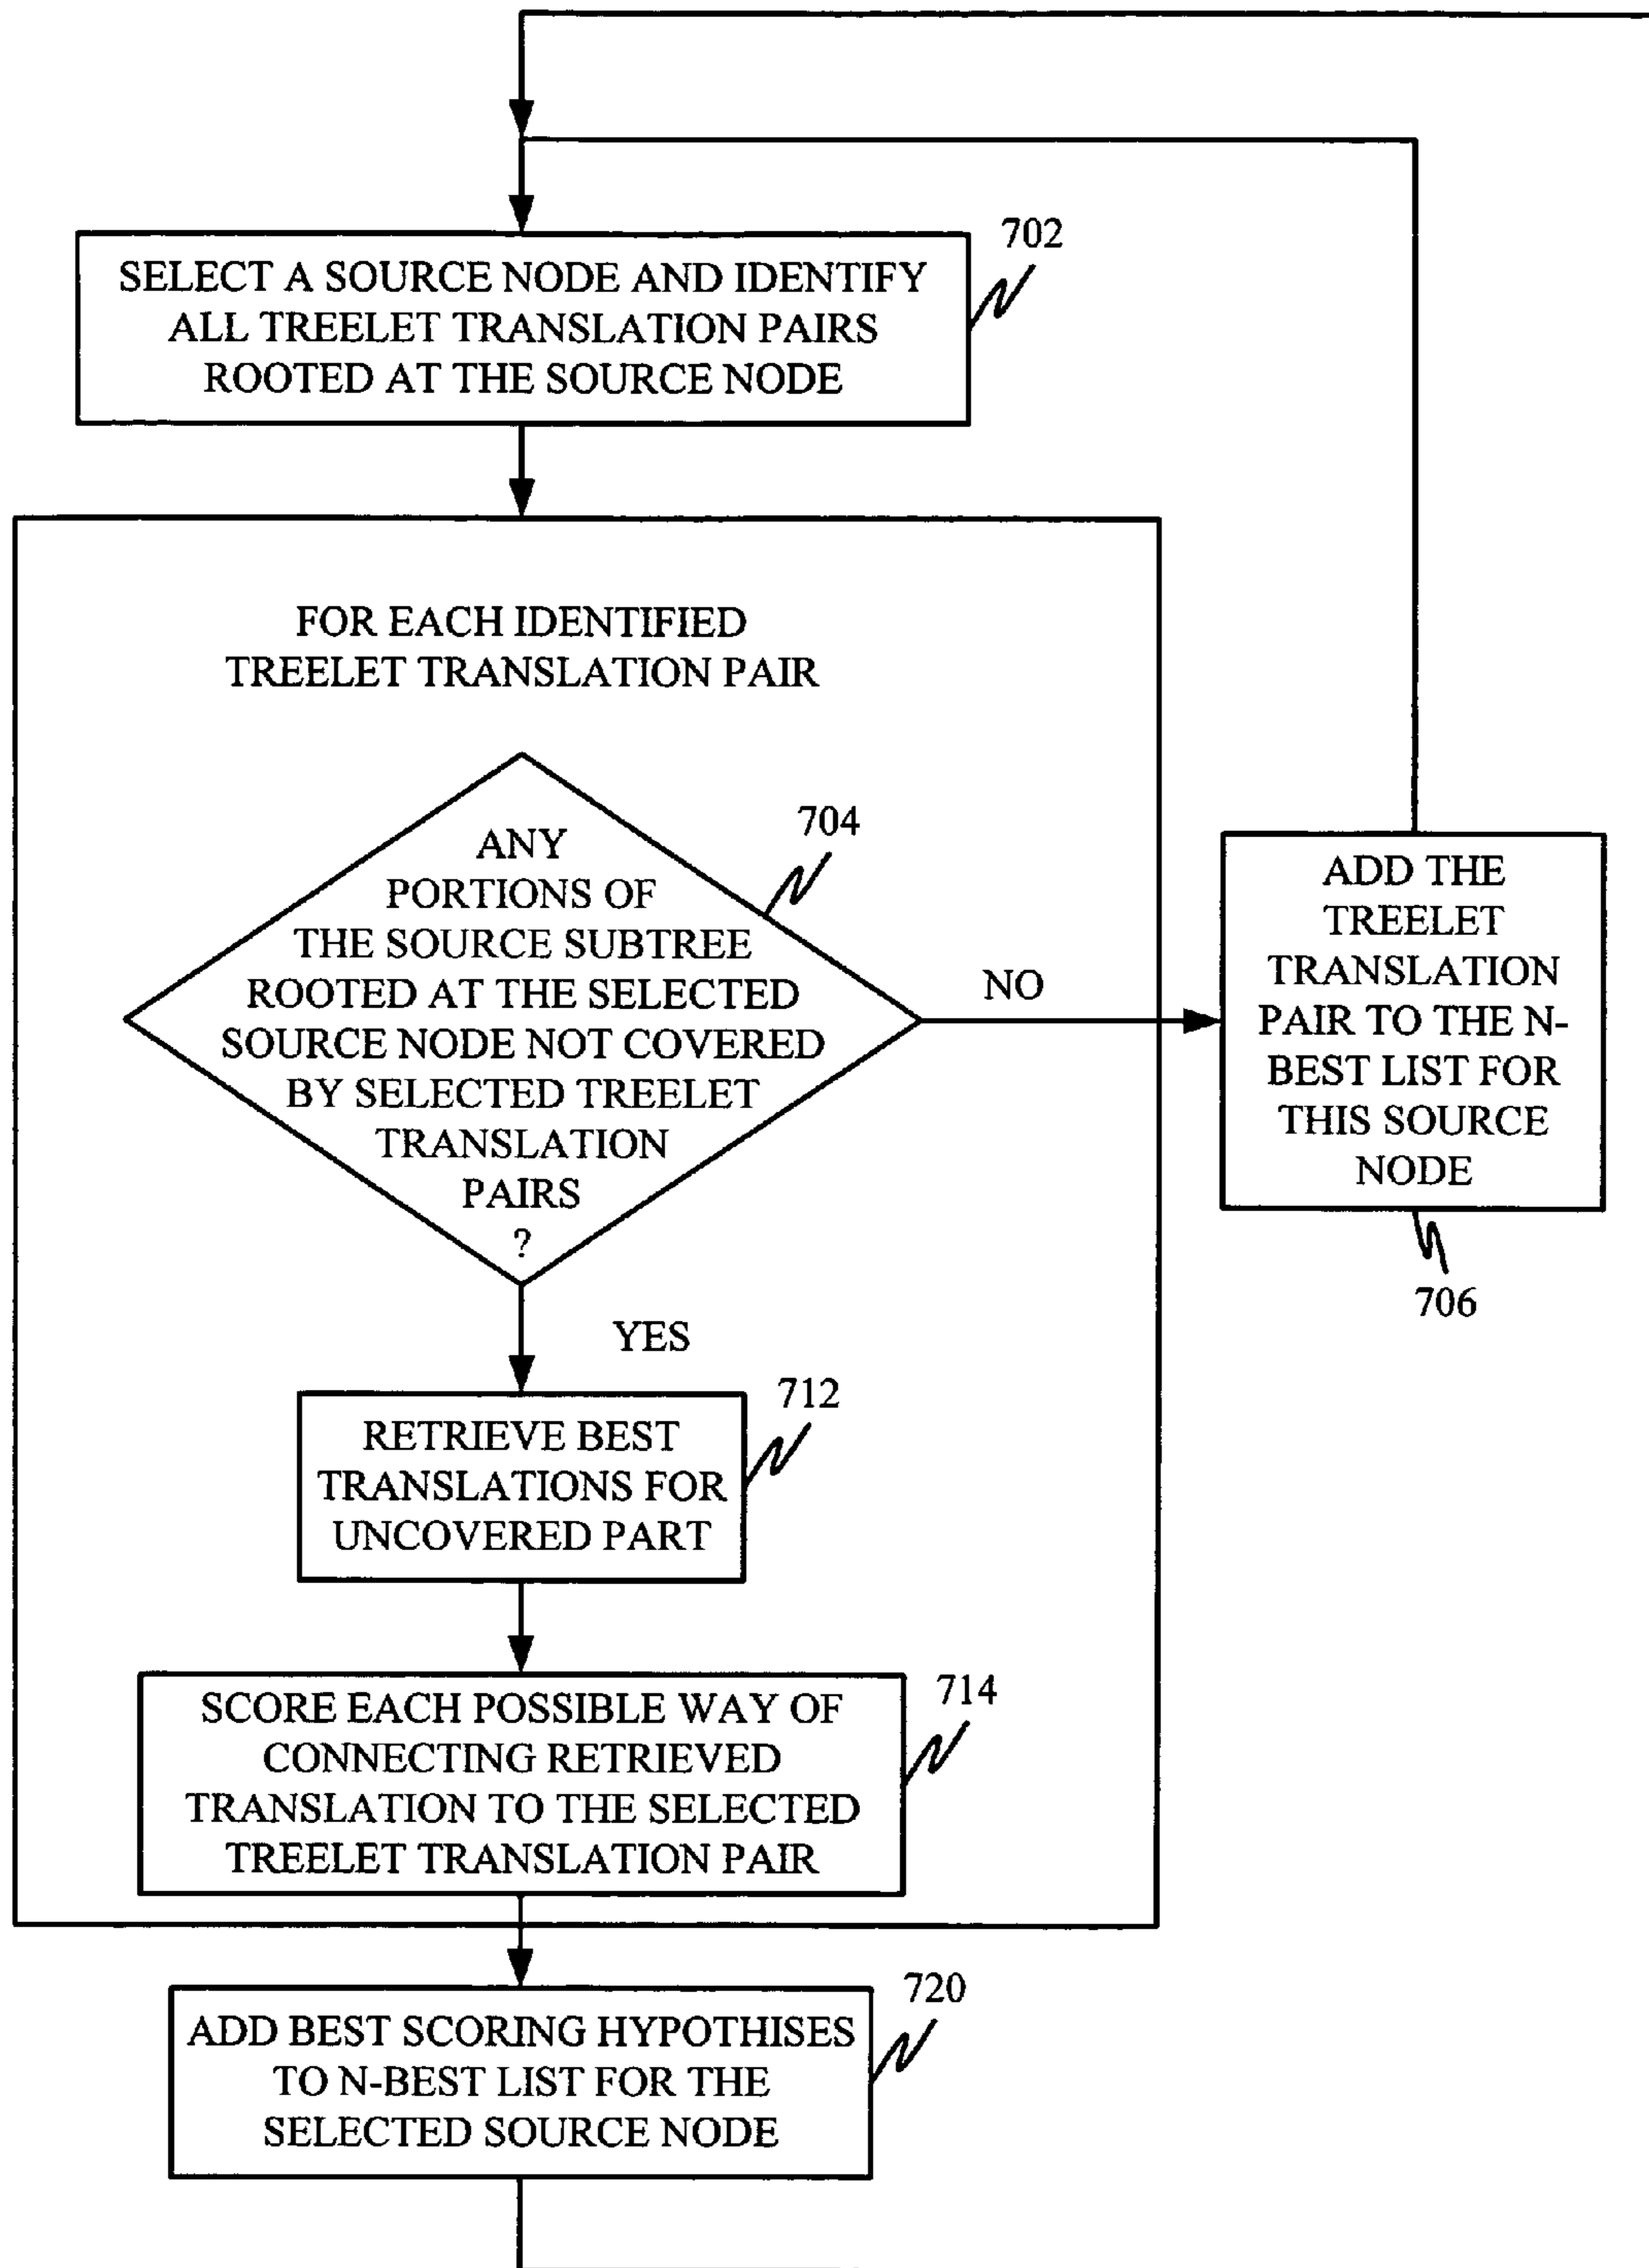 702
SELECT A SOURCE NODE AND IDENTIFY
ALL TREELET TRANSLATION PAIRS
ROOTED AT THE SOURCE NODE
FOR EACH IDENTIFIED
TREELET TRANSLATION PAIR
704
ANY
PORTIONS OF
THE SOURCE SUBTREE
ROOTED AT THE SELECTED
SOURCE NODE NOT COVERED
BY SELECTED TREELET
TRANSLATION
PAIRS
?
NO
ADD THE
TREELET
TRANSLATION
PAIR TO THE N-
BEST LIST FOR
THIS SOURCE
NODE
706
YES
712
RETRIEVE BEST
TRANSLATIONS FOR
UNCOVERED PART
714
SCORE EACH POSSIBLE WAY OF
CONNECTING RETRIEVED
TRANSLATION TO THE SELECTED
TREELET TRANSLATION PAIR
720
ADD BEST SCORING HYPOTHISES
TO N-BEST LIST FOR THE
SELECTED SOURCE NODE